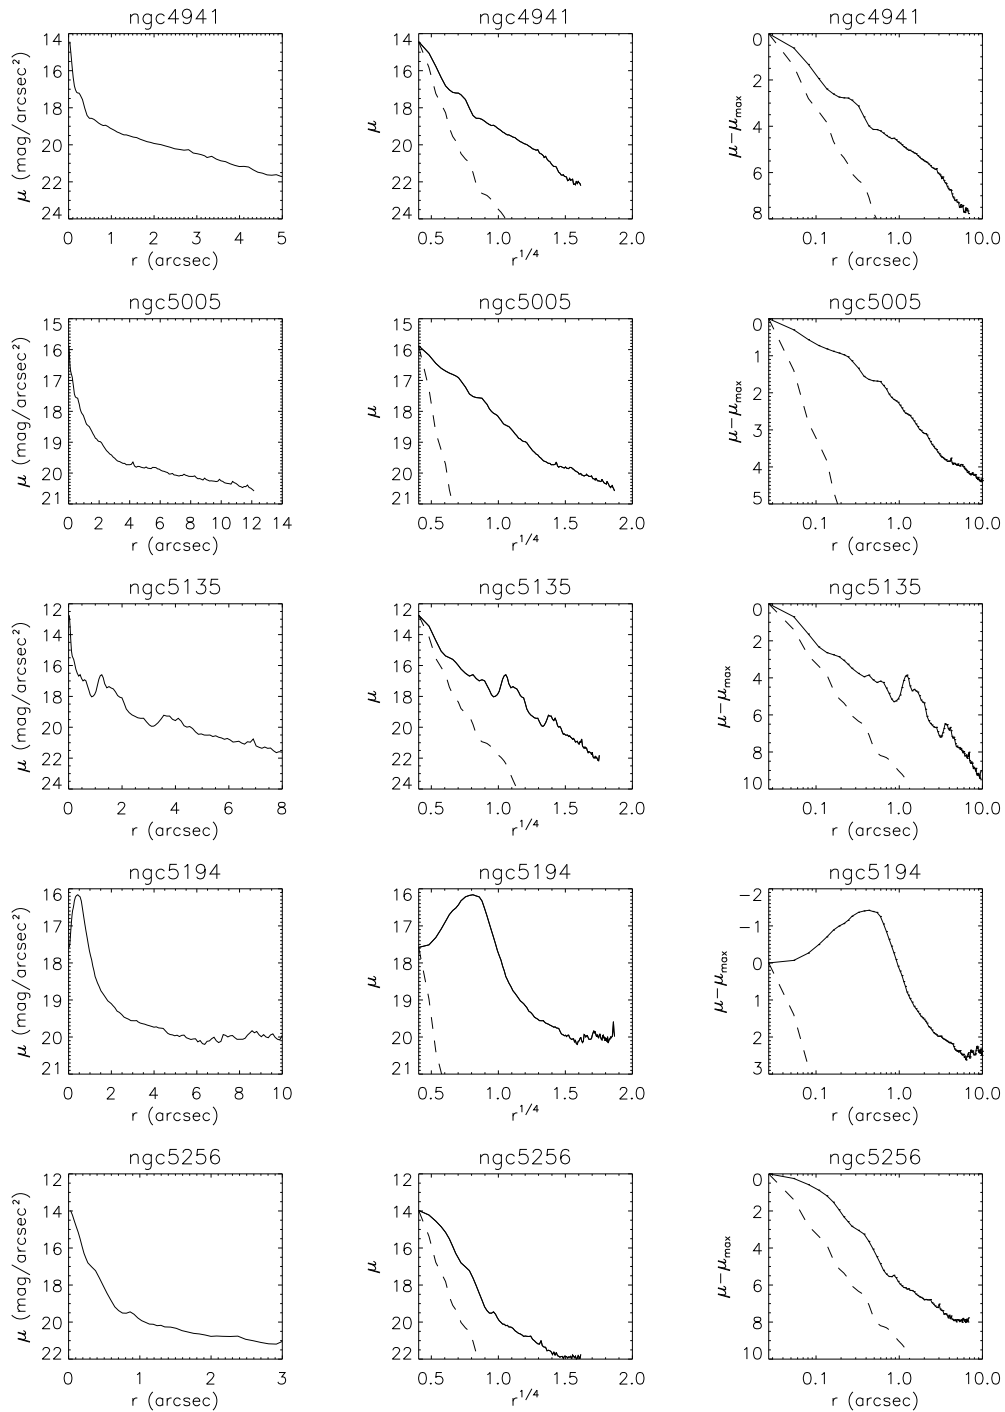 ngc4941 ngc4941 ngc4941
μ (mag/arcsec²)
14
16
18
20
22
24
0 1 2 3 4 5
r (arcsec)
μ
14
16
18
20
22
24
0.5 1.0 1.5 2.0
r^1/4
μ−μmax
0
2
4
6
8
0.1 1.0 10.0
r (arcsec)
ngc5005 ngc5005 ngc5005
μ (mag/arcsec²)
15
16
17
18
19
20
21
0 2 4 6 8 10 12 14
r (arcsec)
μ
15
16
17
18
19
20
21
0.5 1.0 1.5 2.0
r^1/4
μ−μmax
0
1
2
3
4
5
0.1 1.0 10.0
r (arcsec)
ngc5135 ngc5135 ngc5135
μ (mag/arcsec²)
12
14
16
18
20
22
24
0 2 4 6 8
r (arcsec)
μ
12
14
16
18
20
22
24
0.5 1.0 1.5 2.0
r^1/4
μ−μmax
0
2
4
6
8
10
0.1 1.0 10.0
r (arcsec)
ngc5194 ngc5194 ngc5194
μ (mag/arcsec²)
16
17
18
19
20
21
0 2 4 6 8 10
r (arcsec)
μ
16
17
18
19
20
21
0.5 1.0 1.5 2.0
r^1/4
μ−μmax
−2
−1
0
1
2
3
0.1 1.0 10.0
r (arcsec)
ngc5256 ngc5256 ngc5256
μ (mag/arcsec²)
12
14
16
18
20
22
0 1 2 3
r (arcsec)
μ
12
14
16
18
20
22
0.5 1.0 1.5 2.0
r^1/4
μ−μmax
0
2
4
6
8
10
0.1 1.0 10.0
r (arcsec)